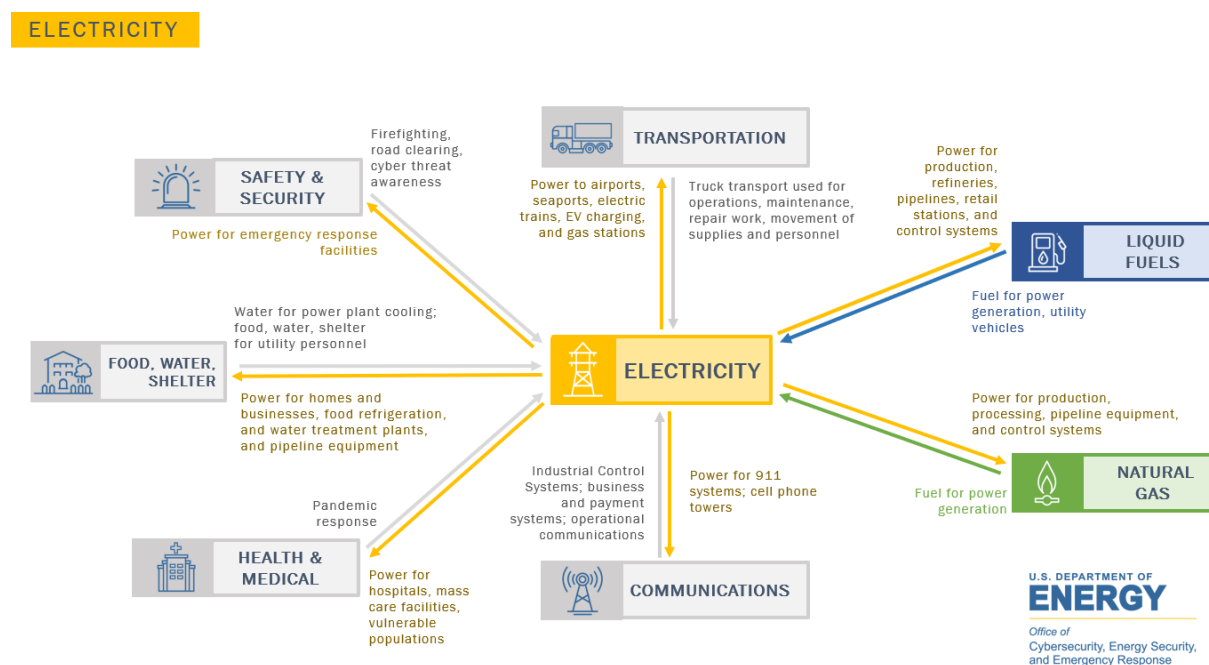 ELECTRICITY
Firefighting,
road clearing,
cyber threat
awareness
SAFETY &
SECURITY
Power for emergency response
facilities
TRANSPORTATION
Power to airports,
seaports, electric
trains, EV charging,
and gas stations
Truck transport used for
operations, maintenance,
repair work, movement of
supplies and personnel
Power for
production,
refineries,
pipelines, retail
stations, and
control systems
LIQUID
FUELS
Fuel for power
generation, utility
vehicles
Water for power plant cooling;
food, water, shelter
for utility personnel
FOOD, WATER,
SHELTER
Power for homes and
businesses, food refrigeration,
and water treatment plants,
and pipeline equipment
ELECTRICITY
Power for production,
processing, pipeline equipment,
and control systems
NATURAL
GAS
Fuel for power
generation
Pandemic
response
HEALTH &
MEDICAL
Power for
hospitals, mass
care facilities,
vulnerable
populations
Industrial Control
Systems; business
and payment
systems; operational
communications
Power for 911
systems; cell phone
towers
COMMUNICATIONS
U.S. DEPARTMENT OF
ENERGY
Office of
Cybersecurity, Energy Security,
and Emergency Response